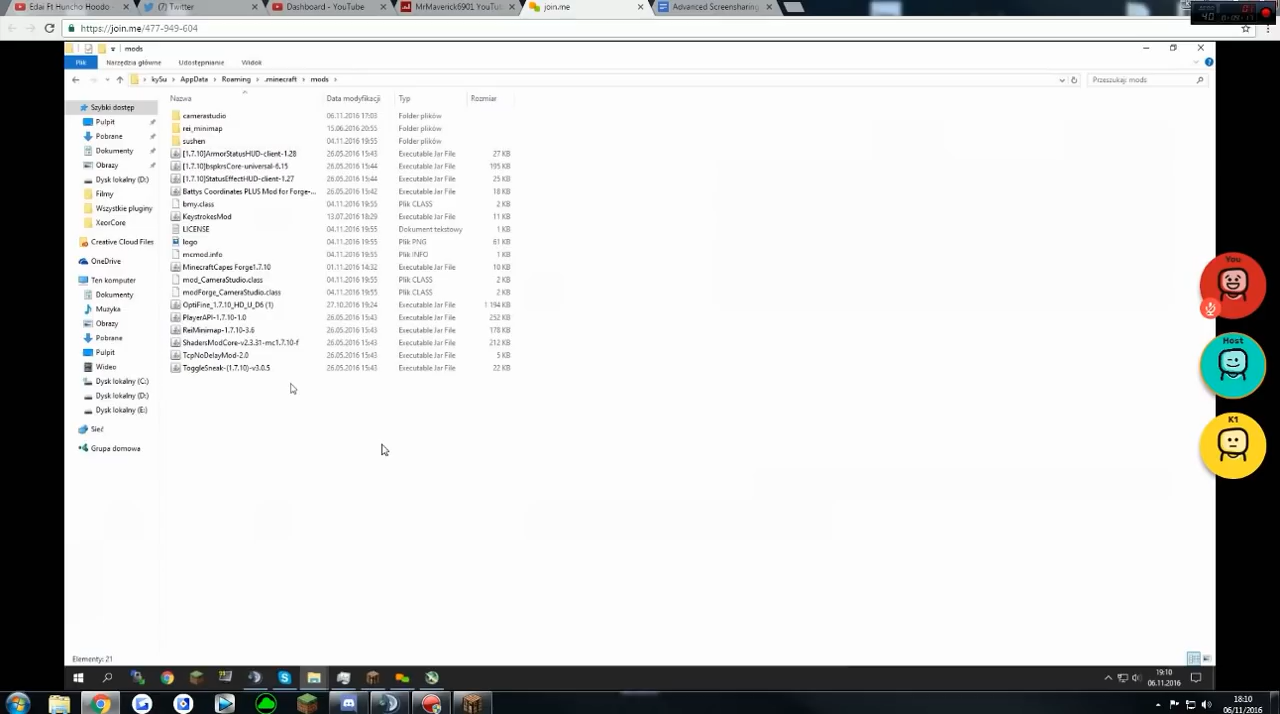 Edai Ft Huncho Hoodo -
Twitter
Dashboard - YouTube
MrMaverick6901 YouTub
join.me
Advanced Screensharing
https://join.me/477-949-604
mods
Plik
Narzędzia główne
Udostępnianie
Widok
kySu > AppData > Roaming > .minecraft > mods >
Przeszukaj: mods
Nazwa Data modyfikacji Typ Rozmiar
camerastudio 06.11.2016 17:03 Folder plików
rei_minimap 15.06.2016 20:55 Folder plików
sushen 04.11.2016 19:55 Folder plików
[1.7.10]ArmorStatusHUD-client-1.28 26.05.2016 15:43 Executable Jar File 27 KB
[1.7.10]bspkrsCore-universal-6.15 26.05.2016 15:44 Executable Jar File 195 KB
[1.7.10]StatusEffectHUD-client-1.27 26.05.2016 15:44 Executable Jar File 25 KB
Battys Coordinates PLUS Mod for Forge-... 26.05.2016 15:42 Executable Jar File 18 KB
bmy.class 04.11.2016 19:55 Plik CLASS 2 KB
KeystrokesMod 13.07.2016 18:29 Executable Jar File 11 KB
LICENSE 04.11.2016 19:55 Dokument tekstowy 1 KB
logo 04.11.2016 19:55 Plik PNG 61 KB
mcmod.info 04.11.2016 19:55 Plik INFO 1 KB
MinecraftCapes Forge1.7.10 01.11.2016 14:32 Executable Jar File 10 KB
mod_CameraStudio.class 04.11.2016 19:55 Plik CLASS 2 KB
modForge_CameraStudio.class 04.11.2016 19:55 Plik CLASS 2 KB
OptiFine_1.7.10_HD_U_D6 (1) 27.10.2016 19:24 Executable Jar File 1 194 KB
PlayerAPI-1.7.10-1.0 26.05.2016 15:43 Executable Jar File 252 KB
ReiMinimap-1.7.10-3.6 26.05.2016 15:43 Executable Jar File 178 KB
ShadersModCore-v2.3.31-mc1.7.10-f 26.05.2016 15:43 Executable Jar File 212 KB
TcpNoDelayMod-2.0 26.05.2016 15:43 Executable Jar File 5 KB
ToggleSneak-(1.7.10)-v3.0.5 26.05.2016 15:43 Executable Jar File 22 KB
Szybki dostęp
Pulpit
Pobrane
Dokumenty
Obrazy
Dysk lokalny (D:)
Filmy
Wszystkie pluginy
XeorCore
Creative Cloud Files
OneDrive
Ten komputer
Dokumenty
Muzyka
Obrazy
Pobrane
Pulpit
Wideo
Dysk lokalny (C:)
Dysk lokalny (D:)
Dysk lokalny (E:)
Sieć
Grupa domowa
Elementy: 21
You
Host
K1
19:10
06.11.2016
18:10
06/11/2016